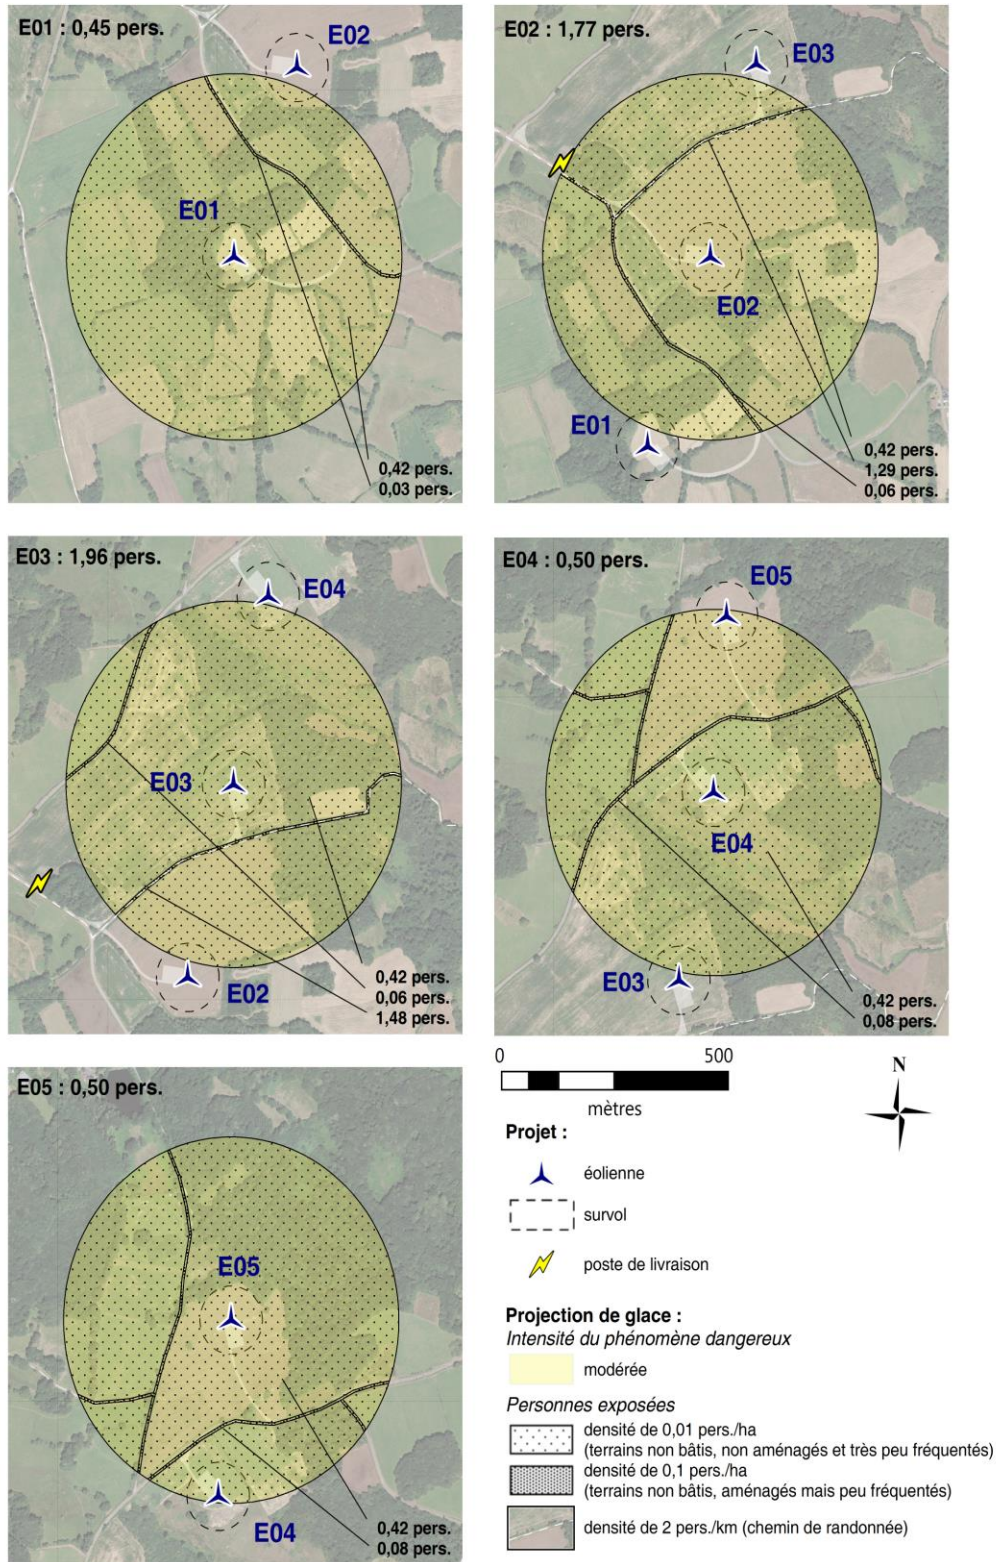 E01 : 0,45 pers.
E02
E01
0,42 pers.
0,03 pers.
E02 : 1,77 pers.
E03
E02
E01
0,42 pers.
1,29 pers.
0,06 pers.
E03 : 1,96 pers.
E04
E03
E02
0,42 pers.
0,06 pers.
1,48 pers.
E04 : 0,50 pers.
E05
E04
E03
0,42 pers.
0,08 pers.
E05 : 0,50 pers.
E05
E04
0,42 pers.
0,08 pers.
0 500
mètres
N
Projet :
éolienne
survol
poste de livraison
Projection de glace :
Intensité du phénomène dangereux
modérée
Personnes exposées
densité de 0,01 pers./ha
(terrains non bâtis, non aménagés et très peu fréquentés)
densité de 0,1 pers./ha
(terrains non bâtis, aménagés mais peu fréquentés)
densité de 2 pers./km (chemin de randonnée)